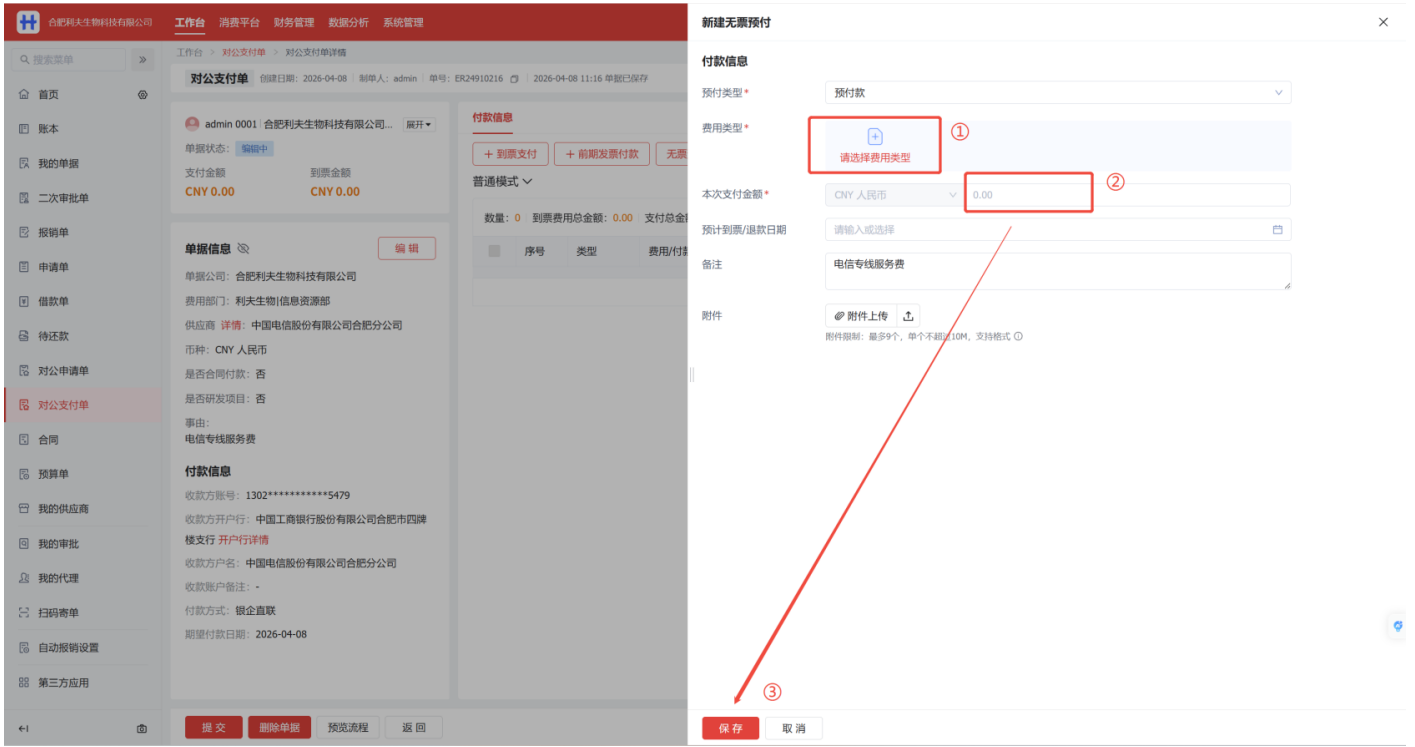 合肥利夫生物科技有限公司
工作台 消费平台 财务管理 数据分析 系统管理
搜索菜单
首页
账本
我的单据
二次审批单
报销单
申请单
借款单
待还款
对公申请单
对公支付单
合同
预算单
我的供应商
我的审批
我的代理
扫码寄单
自动报销设置
第三方应用
工作台 > 对公支付单 > 对公支付单详情
对公支付单 创建日期: 2026-04-08 制单人: admin 单号: ER24910216 2026-04-08 11:16 单据已保存
admin 0001 合肥利夫生物科技有限公司... 展开
单据状态: 编辑中
支付金额 到票金额
CNY 0.00 CNY 0.00
单据信息 编辑
单据公司: 合肥利夫生物科技有限公司
费用部门: 利夫生物|信息资源部
供应商 详情: 中国电信股份有限公司合肥分公司
币种: CNY 人民币
是否合同付款: 否
是否研发项目: 否
事由:
电信专线服务费
付款信息
收款方账号: 1302***********5479
收款方开户行: 中国工商银行股份有限公司合肥市四牌
楼支行 开户行详情
收款方户名: 中国电信股份有限公司合肥分公司
收款账户备注: -
付款方式: 银企直联
期望付款日期: 2026-04-08
提交 删除单据 预览流程 返回
付款信息
+ 到票支付 + 前期发票付款 无票
普通模式
数量: 0 到票费用总金额: 0.00 支付总金
序号 类型 费用/付
新建无票预付
付款信息
预付类型* 预付款
费用类型* 请选择费用类型 ①
本次支付金额* CNY 人民币 0.00 ②
预计到票/退款日期 请输入或选择
备注 电信专线服务费
附件 附件上传
附件限制: 最多9个, 单个不超过10M, 支持格式
③
保存 取消